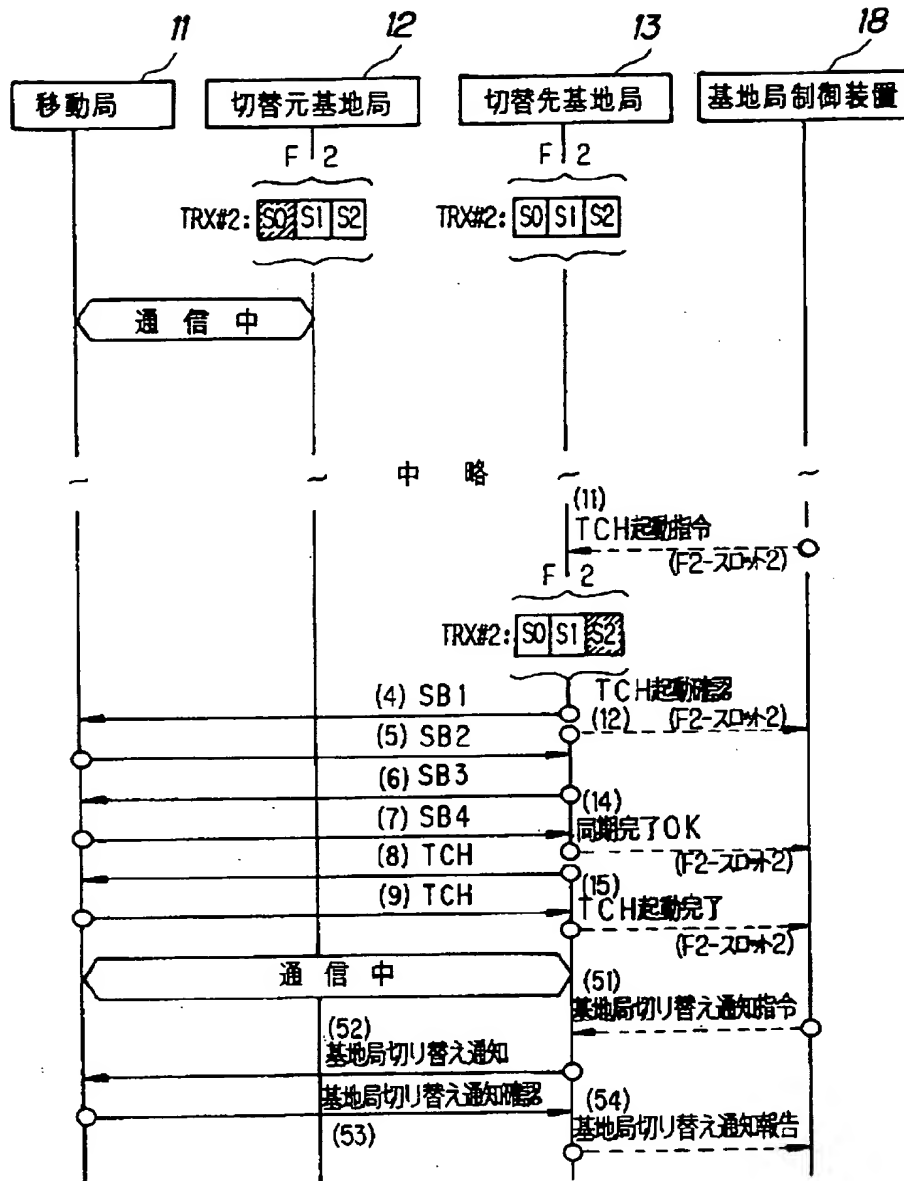 11 12 13 18
移動局 切替元基地局 切替先基地局 基地局制御装置
F 2 F 2
TRX#2: S0 S1 S2 TRX#2: S0 S1 S2
通信中
~ ~ 中略 ~ ~
(11)
TCH起動指令
(F2-スロット2)
F 2
TRX#2: S0 S1 S2
TCH起動確認
(4) SB1
(12) (F2-スロット2)
(5) SB2
(6) SB3
(14)
(7) SB4
同期完了OK
(F2-スロット2)
(8) TCH
(15)
(9) TCH
TCH起動完了
(F2-スロット2)
通信中
(51)
基地局切り替え通知指令
(52)
基地局切り替え通知
基地局切り替え通知確認
(53)
(54)
基地局切り替え通知報告